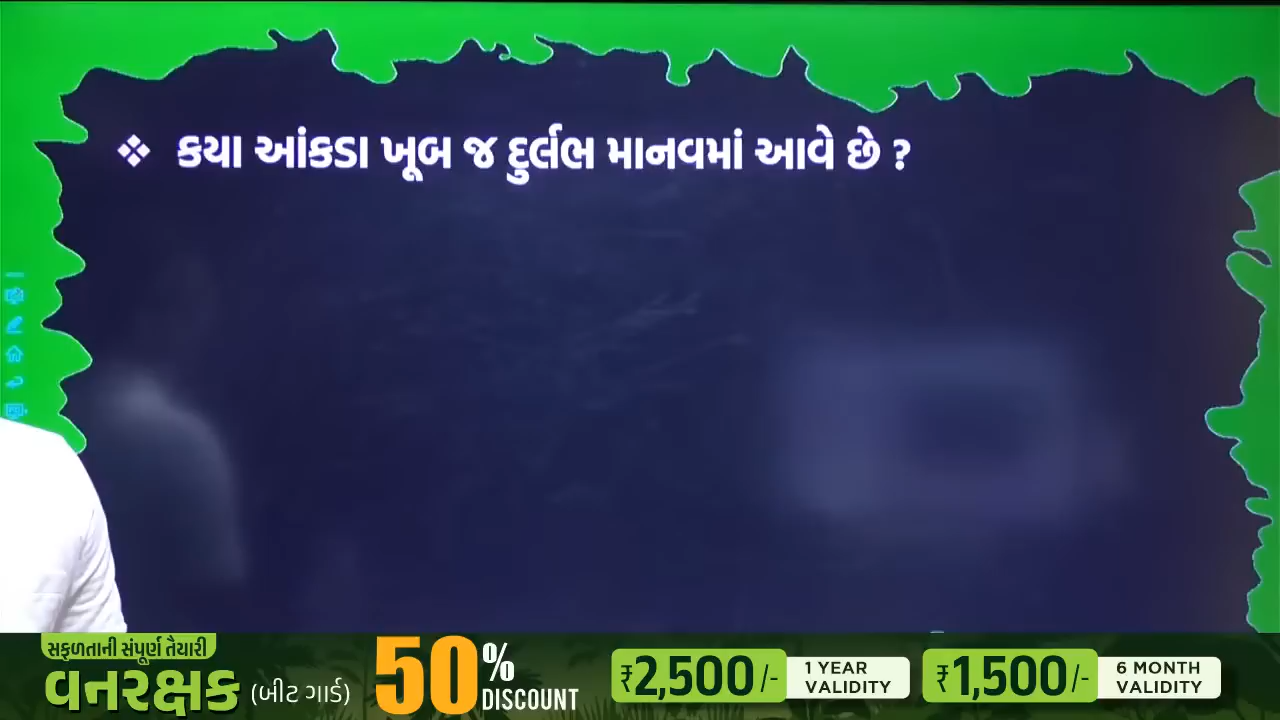 ❖ કયા આંકડા ખૂબ જ દુર્લભ માનવમાં આવે છે ?
સફળતાની સંપૂર્ણ તૈયારી
વનરક્ષક (બીટ ગાર્ડ)
50% DISCOUNT
₹2,500/- 1 YEAR VALIDITY
₹1,500/- 6 MONTH VALIDITY